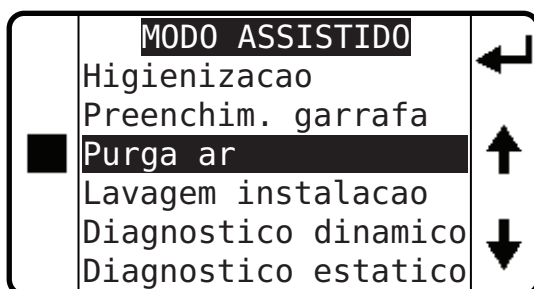 MODO ASSISTIDO
Higienizacao
Preenchim. garrafa
Purga ar
Lavagem instalacao
Diagnostico dinamico
Diagnostico estatico